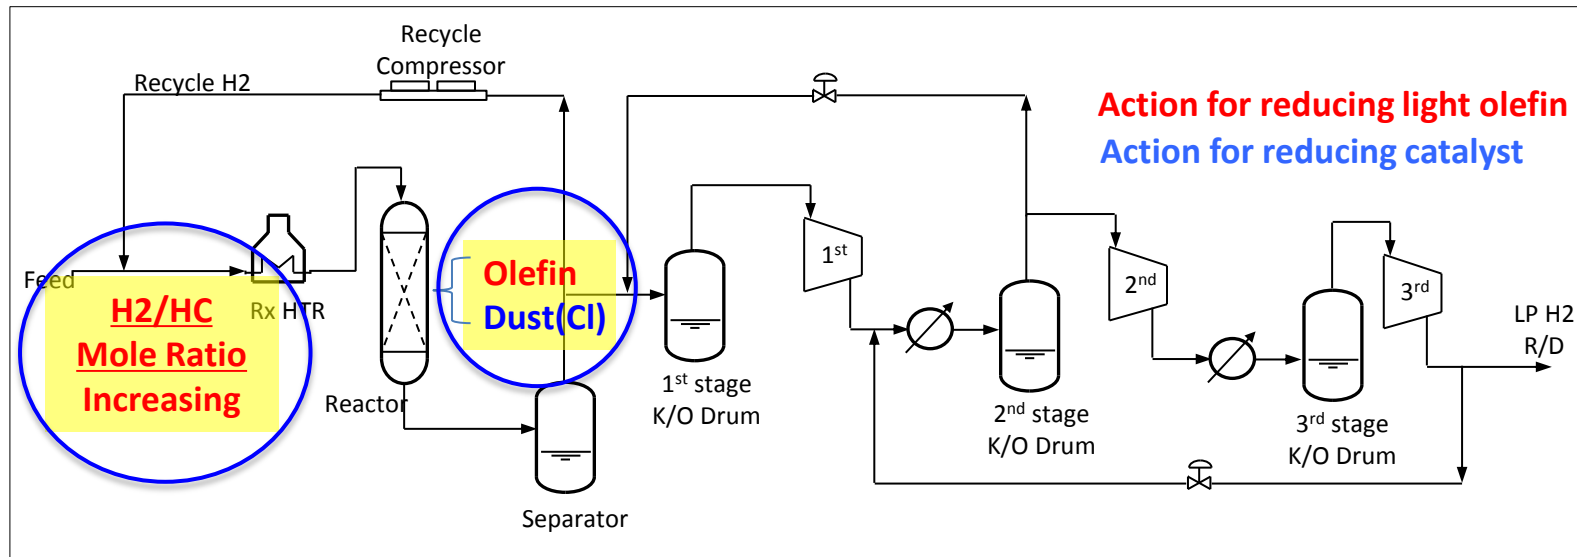 Recycle
Compressor
Recycle H2
Action for reducing light olefin
Action for reducing catalyst
Feed
Rx HTR
H2/HC
Mole Ratio
Increasing
Reactor
Olefin
Dust(Cl)
Separator
1st stage
K/O Drum
1st
2nd stage
K/O Drum
2nd
3rd stage
K/O Drum
3rd
LP H2
R/D